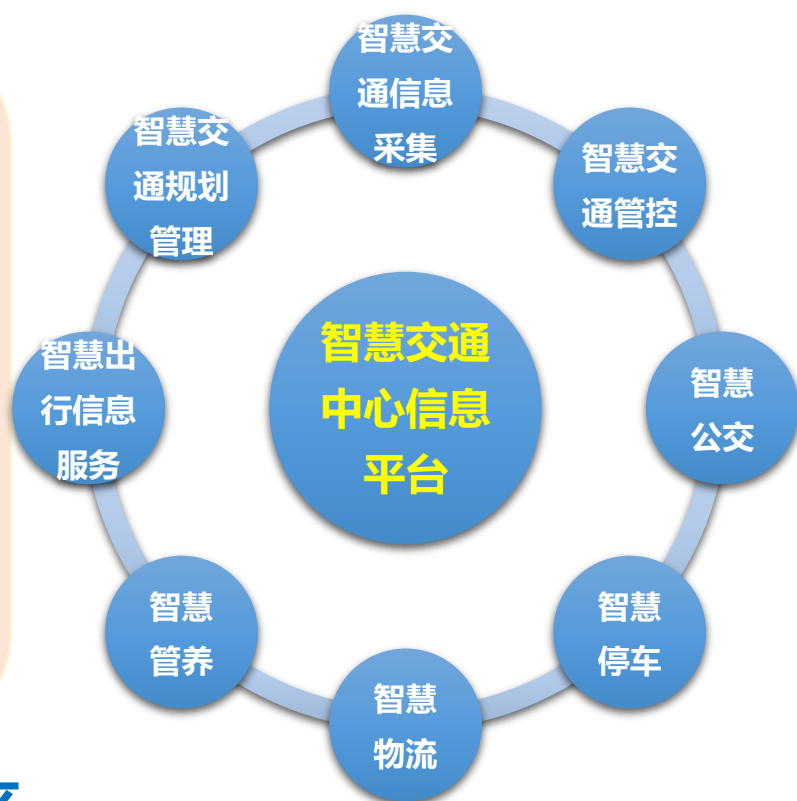 智慧交
通信息
采集
智慧交
通管控
智慧
公交
智慧
停车
智慧
物流
智慧
管养
智慧出
行信息
服务
智慧交
通规划
管理
智慧交通
中心信息
平台